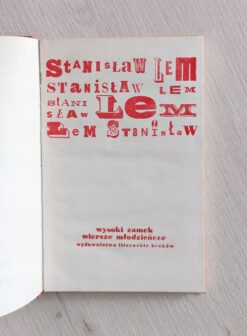 Stanisław Lem
Stanisław Lem
Stani
sław Lem
Lem Stanisław
wysoki zamek
wiersze młodzieńcze
wydawnictwo literackie kraków